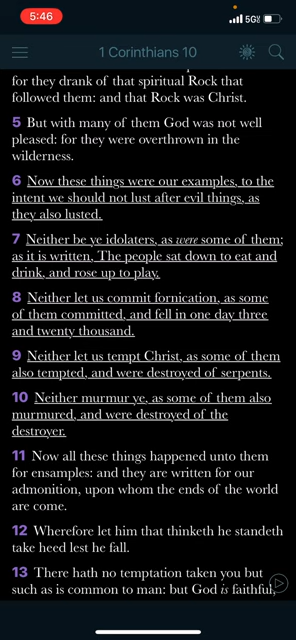 5:46
5G
1 Corinthians 10
for they drank of that spiritual Rock that
followed them: and that Rock was Christ.
5 But with many of them God was not well
pleased: for they were overthrown in the
wilderness.
6 Now these things were our examples, to the
intent we should not lust after evil things, as
they also lusted.
7 Neither be ye idolaters, as were some of them;
as it is written, The people sat down to eat and
drink, and rose up to play.
8 Neither let us commit fornication, as some
of them committed, and fell in one day three
and twenty thousand.
9 Neither let us tempt Christ, as some of them
also tempted, and were destroyed of serpents.
10 Neither murmur ye, as some of them also
murmured, and were destroyed of the
destroyer.
11 Now all these things happened unto them
for ensamples: and they are written for our
admonition, upon whom the ends of the world
are come.
12 Wherefore let him that thinketh he standeth
take heed lest he fall.
13 There hath no temptation taken you but
such as is common to man: but God is faithful,